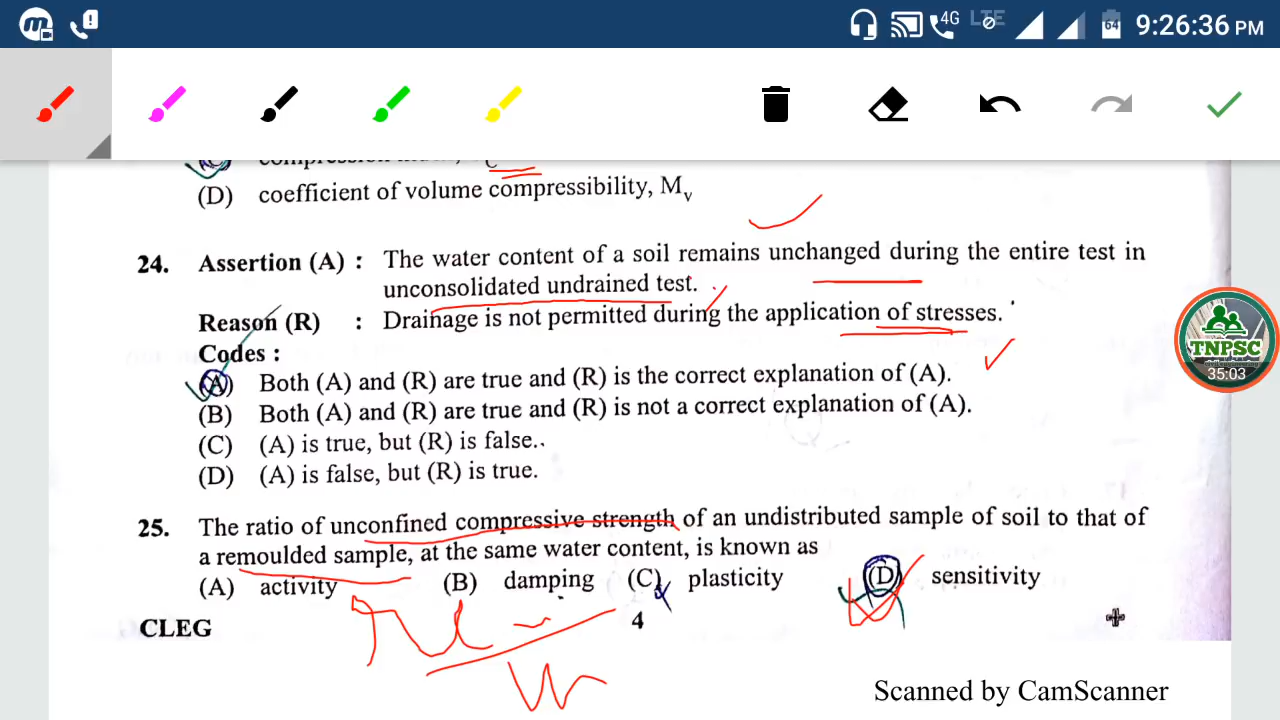 4G LTE 64 9:26:36 PM
(D) coefficient of volume compressibility, Mv
24. Assertion (A) : The water content of a soil remains unchanged during the entire test in
unconsolidated undrained test.
Reason (R) : Drainage is not permitted during the application of stresses.
Codes :
(A) Both (A) and (R) are true and (R) is the correct explanation of (A).
(B) Both (A) and (R) are true and (R) is not a correct explanation of (A).
(C) (A) is true, but (R) is false.
(D) (A) is false, but (R) is true.
TNPSC
35:03
25. The ratio of unconfined compressive strength of an undistributed sample of soil to that of
a remoulded sample, at the same water content, is known as
(A) activity (B) damping (C) plasticity (D) sensitivity
CLEG 4
Scanned by CamScanner